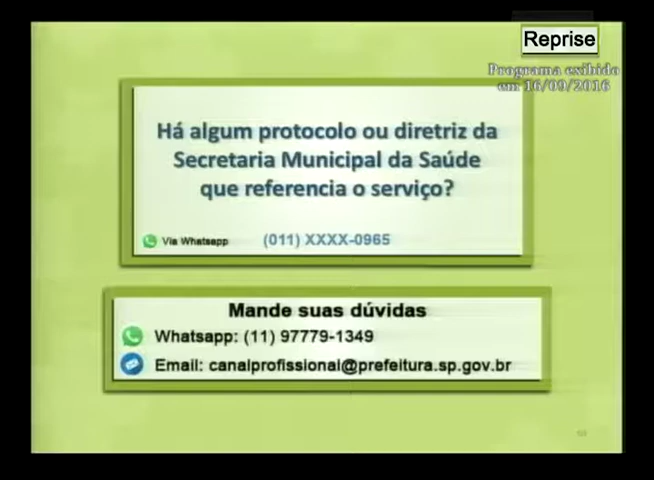 Reprise
Programa exibido
em 16/09/2016
Há algum protocolo ou diretriz da
Secretaria Municipal da Saúde
que referencia o serviço?
Via Whatsapp (011) XXXX-0965
Mande suas dúvidas
Whatsapp: (11) 97779-1349
Email: canalprofissional@prefeitura.sp.gov.br